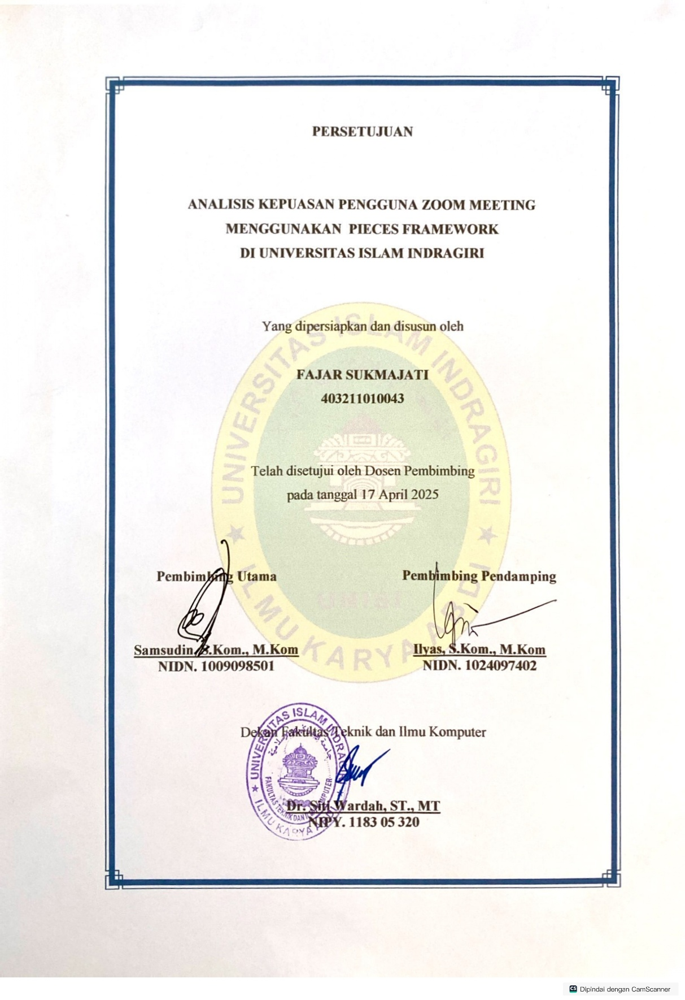 PERSETUJUAN
ANALISIS KEPUASAN PENGGUNA ZOOM MEETING
MENGGUNAKAN PIECES FRAMEWORK
DI UNIVERSITAS ISLAM INDRAGIRI
UNIVERSITAS ISLAM INDRAGIRI
Yang dipersiapkan dan disusun oleh
FAJAR SUKMAJATI
403211010043
Telah disetujui oleh Dosen Pembimbing
pada tanggal 17 April 2025
Pembimbing Utama Pembimbing Pendamping
ILMU KARYA ABDI
Samsudin, S.Kom., M.Kom Ilyas, S.Kom., M.Kom
NIDN. 1009098501 NIDN. 1024097402
UNIVERSITAS ISLAM INDRAGIRI
Dekan Fakultas Teknik dan Ilmu Komputer
FAKULTAS TEKNIK DAN ILMU KOMPUTER
Dr. Siti Wardah, ST., MT
NIPY. 1183 05 320
ILMU KARYA ABDI
CS Dipindai dengan CamScanner